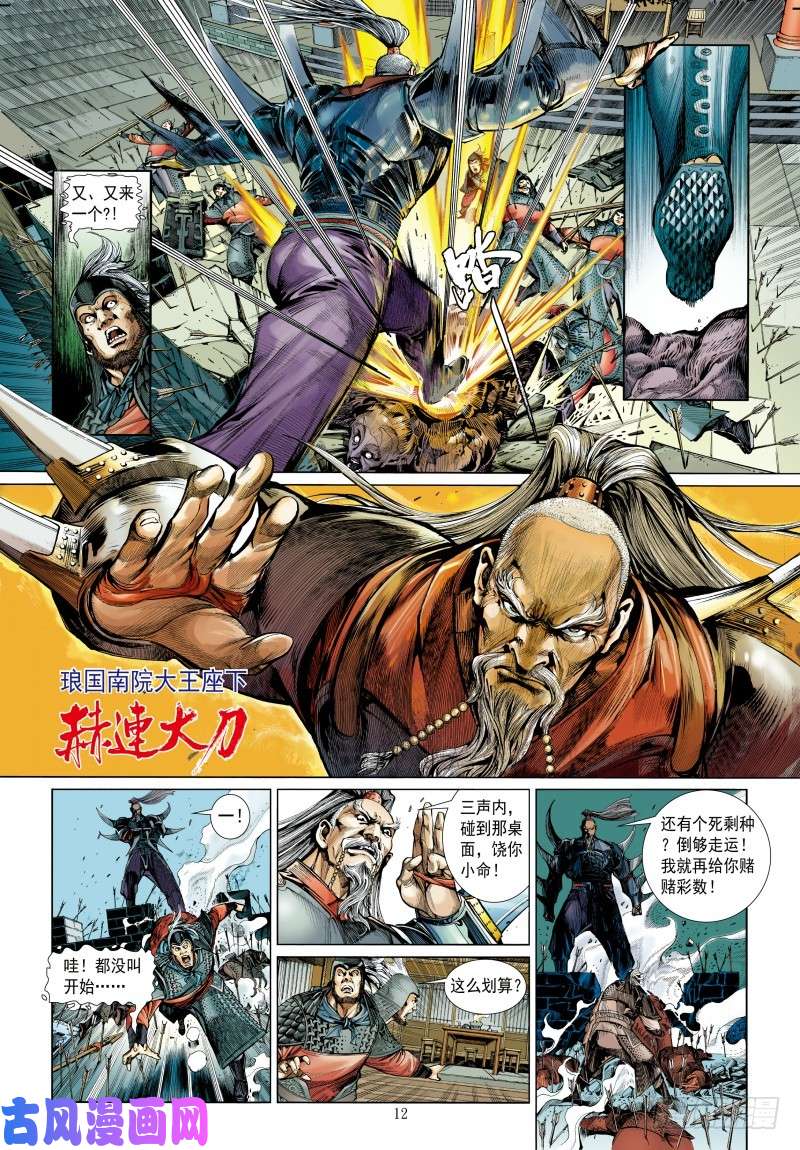 又、又来
一个?!
踏
琅国南院大王座下
赫連大刀
还有个死剩种
？倒够走运！
我就再给你赌
赌彩数！
三声内，
碰到那桌
面，饶你
小命！
这么划算？
一！
哇！都没叫
开始……
12
古风漫画网